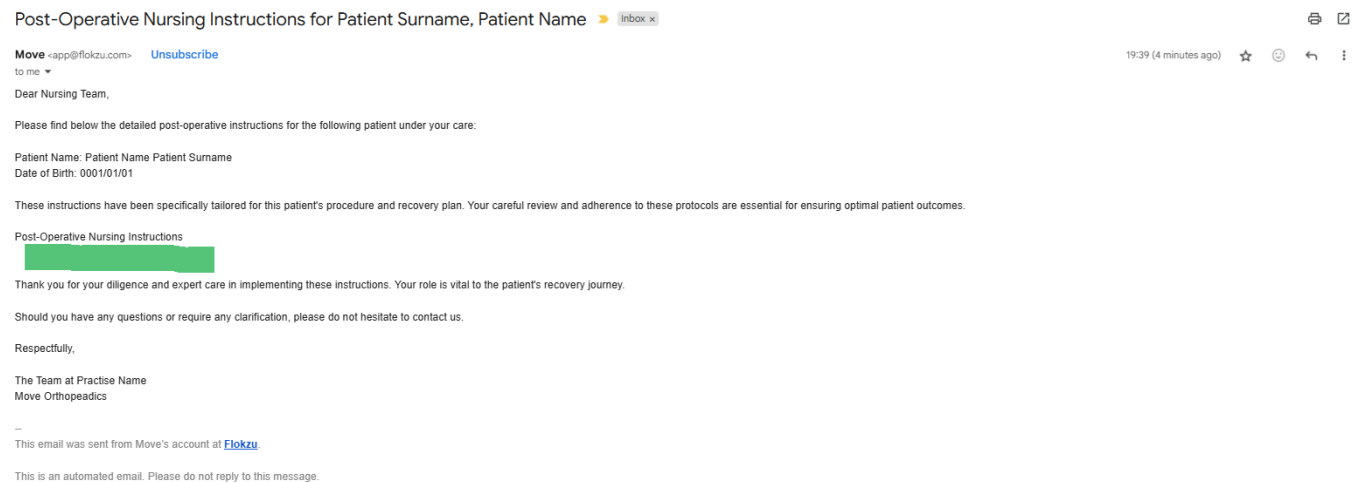 Post-Operative Nursing Instructions for Patient Surname, Patient Name Inbox ×
Move <app@flokzu.com> Unsubscribe 19:39 (4 minutes ago)
to me
Dear Nursing Team,
Please find below the detailed post-operative instructions for the following patient under your care:
Patient Name: Patient Name Patient Surname
Date of Birth: 0001/01/01
These instructions have been specifically tailored for this patient's procedure and recovery plan. Your careful review and adherence to these protocols are essential for ensuring optimal patient outcomes.
Post-Operative Nursing Instructions
Thank you for your diligence and expert care in implementing these instructions. Your role is vital to the patient's recovery journey.
Should you have any questions or require any clarification, please do not hesitate to contact us.
Respectfully,
The Team at Practise Name
Move Orthopeadics
--
This email was sent from Move's account at Flokzu.
This is an automated email. Please do not reply to this message.